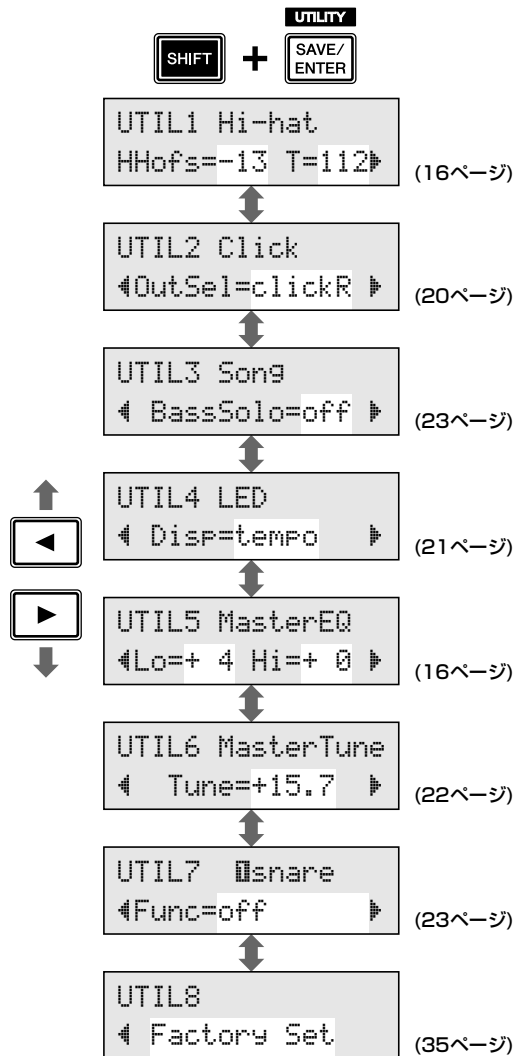 UTILITY
SHIFT + SAVE/
ENTER
UTIL1 Hi-hat
HHofs=-13 T=112
(16ページ)
UTIL2 Click
OutSel=clickR
(20ページ)
UTIL3 Song
BassSolo=off
(23ページ)
UTIL4 LED
Disp=tempo
(21ページ)
UTIL5 MasterEQ
Lo=+ 4 Hi=+ 0
(16ページ)
UTIL6 MasterTune
Tune=+15.7
(22ページ)
UTIL7 1snare
Func=off
(23ページ)
UTIL8
Factory Set
(35ページ)